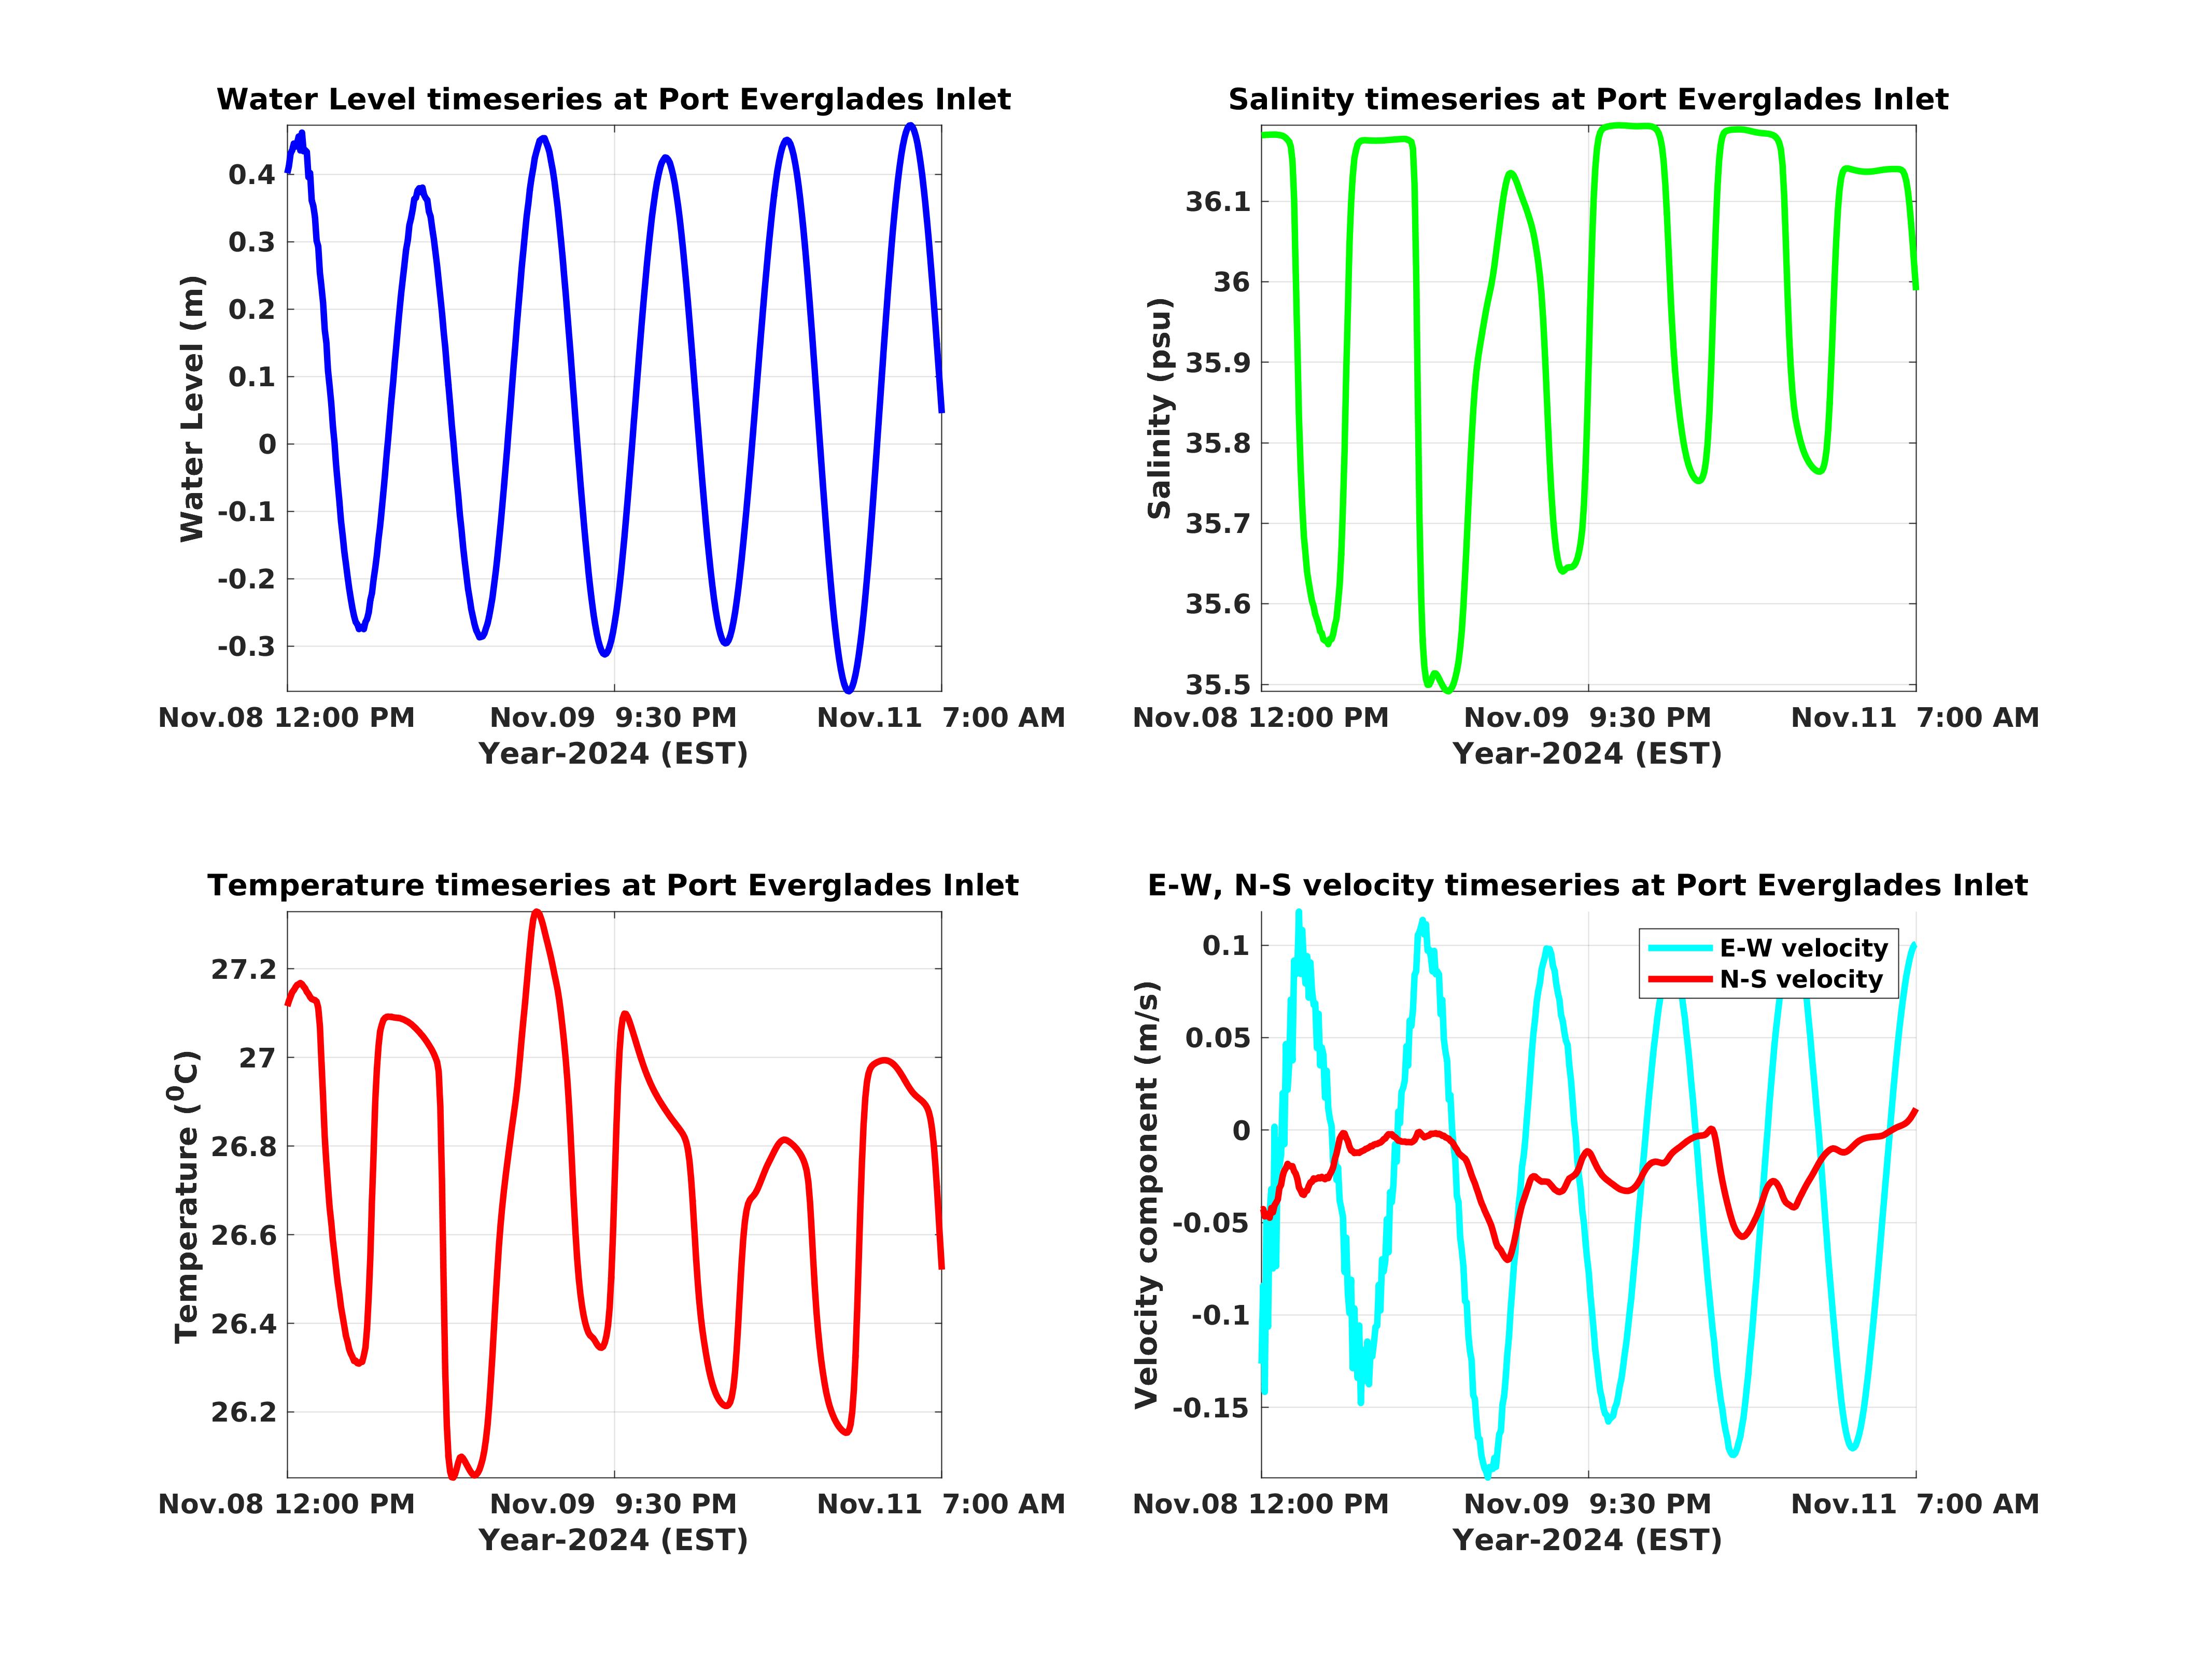 Water Level timeseries at Port Everglades Inlet
0.4
0.3
0.2
0.1
0
-0.1
-0.2
-0.3
Water Level (m)
Nov.08 12:00 PM
Nov.09 9:30 PM
Nov.11 7:00 AM
Year-2024 (EST)
Salinity timeseries at Port Everglades Inlet
36.1
36
35.9
35.8
35.7
35.6
35.5
Salinity (psu)
Nov.08 12:00 PM
Nov.09 9:30 PM
Nov.11 7:00 AM
Year-2024 (EST)
Temperature timeseries at Port Everglades Inlet
27.2
27
26.8
26.6
26.4
26.2
Temperature (⁰C)
Nov.08 12:00 PM
Nov.09 9:30 PM
Nov.11 7:00 AM
Year-2024 (EST)
E-W, N-S velocity timeseries at Port Everglades Inlet
E-W velocity
N-S velocity
0.1
0.05
0
-0.05
-0.1
-0.15
Velocity component (m/s)
Nov.08 12:00 PM
Nov.09 9:30 PM
Nov.11 7:00 AM
Year-2024 (EST)